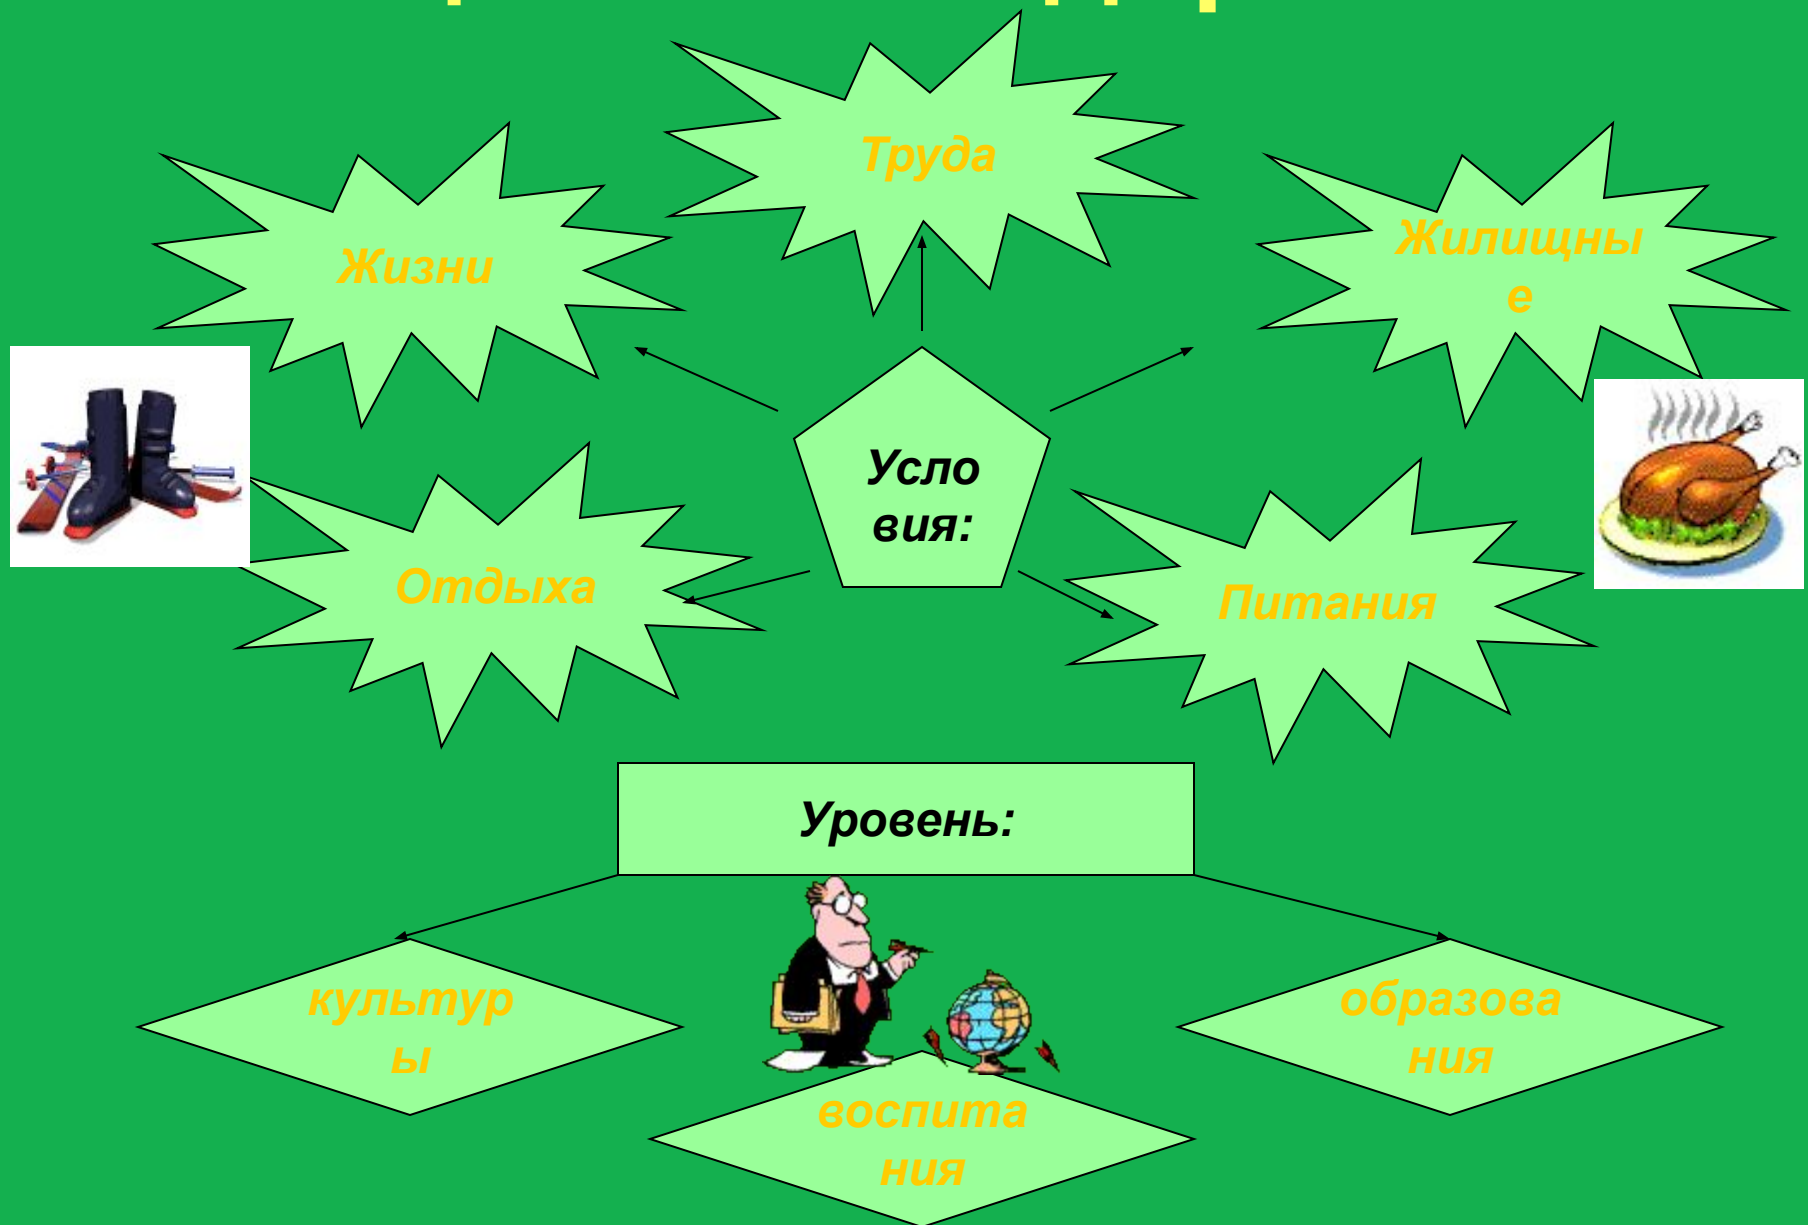 Труда
Жизни
Жилищны
е
Усло
вия:
Отдыха
Питания
Уровень:
культур
ы
образова
ния
воспита
ния